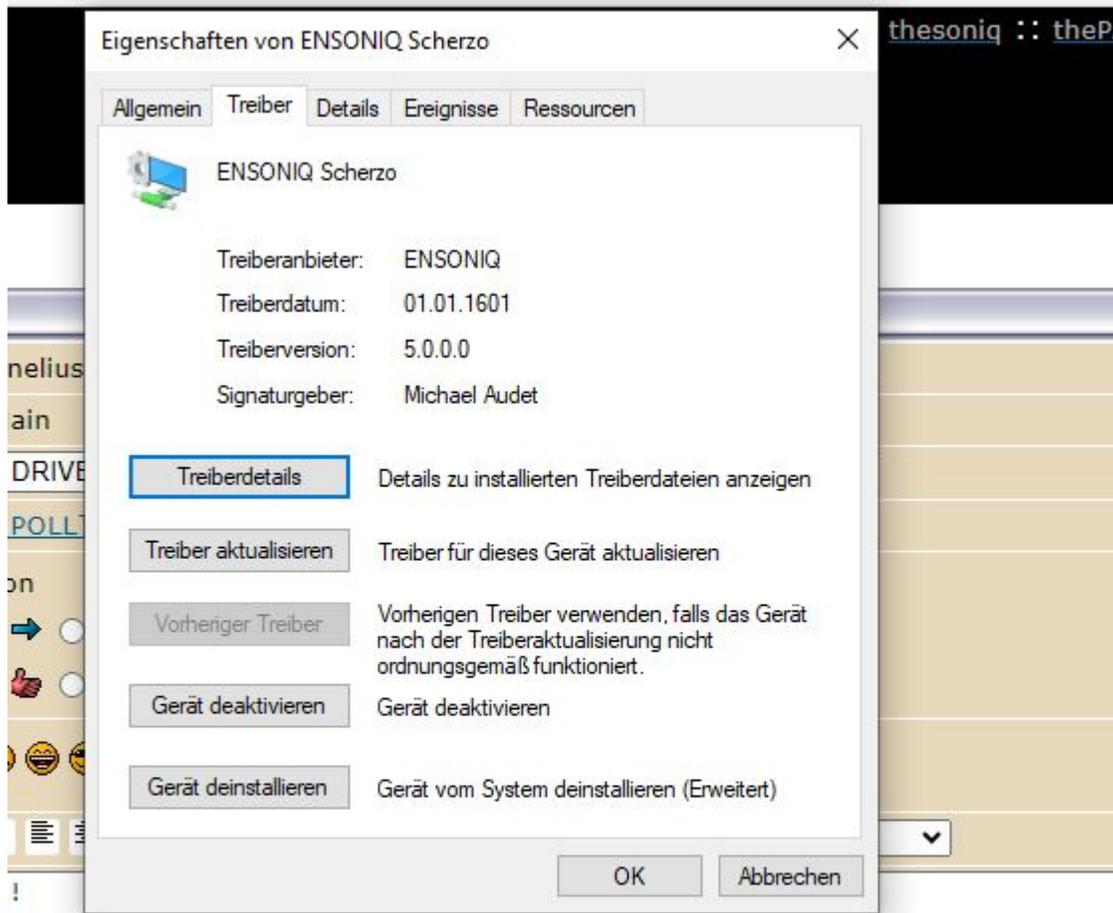 thesoniq :: theP
Eigenschaften von ENSONIQ Scherzo
Allgemein Treiber Details Ereignisse Ressourcen
ENSONIQ Scherzo
Treiberanbieter: ENSONIQ
Treiberdatum: 01.01.1601
Treiberversion: 5.0.0.0
Signaturgeber: Michael Audet
Treiberdetails Details zu installierten Treiberdateien anzeigen
Treiber aktualisieren Treiber für dieses Gerät aktualisieren
Vorheriger Treiber Vorherigen Treiber verwenden, falls das Gerät
nach der Treiberaktualisierung nicht
ordnungsgemäß funktioniert.
Gerät deaktivieren Gerät deaktivieren
Gerät deinstallieren Gerät vom System deinstallieren (Erweitert)
OK Abbrechen
nelius
ain
DRIVE
POLL
on
!